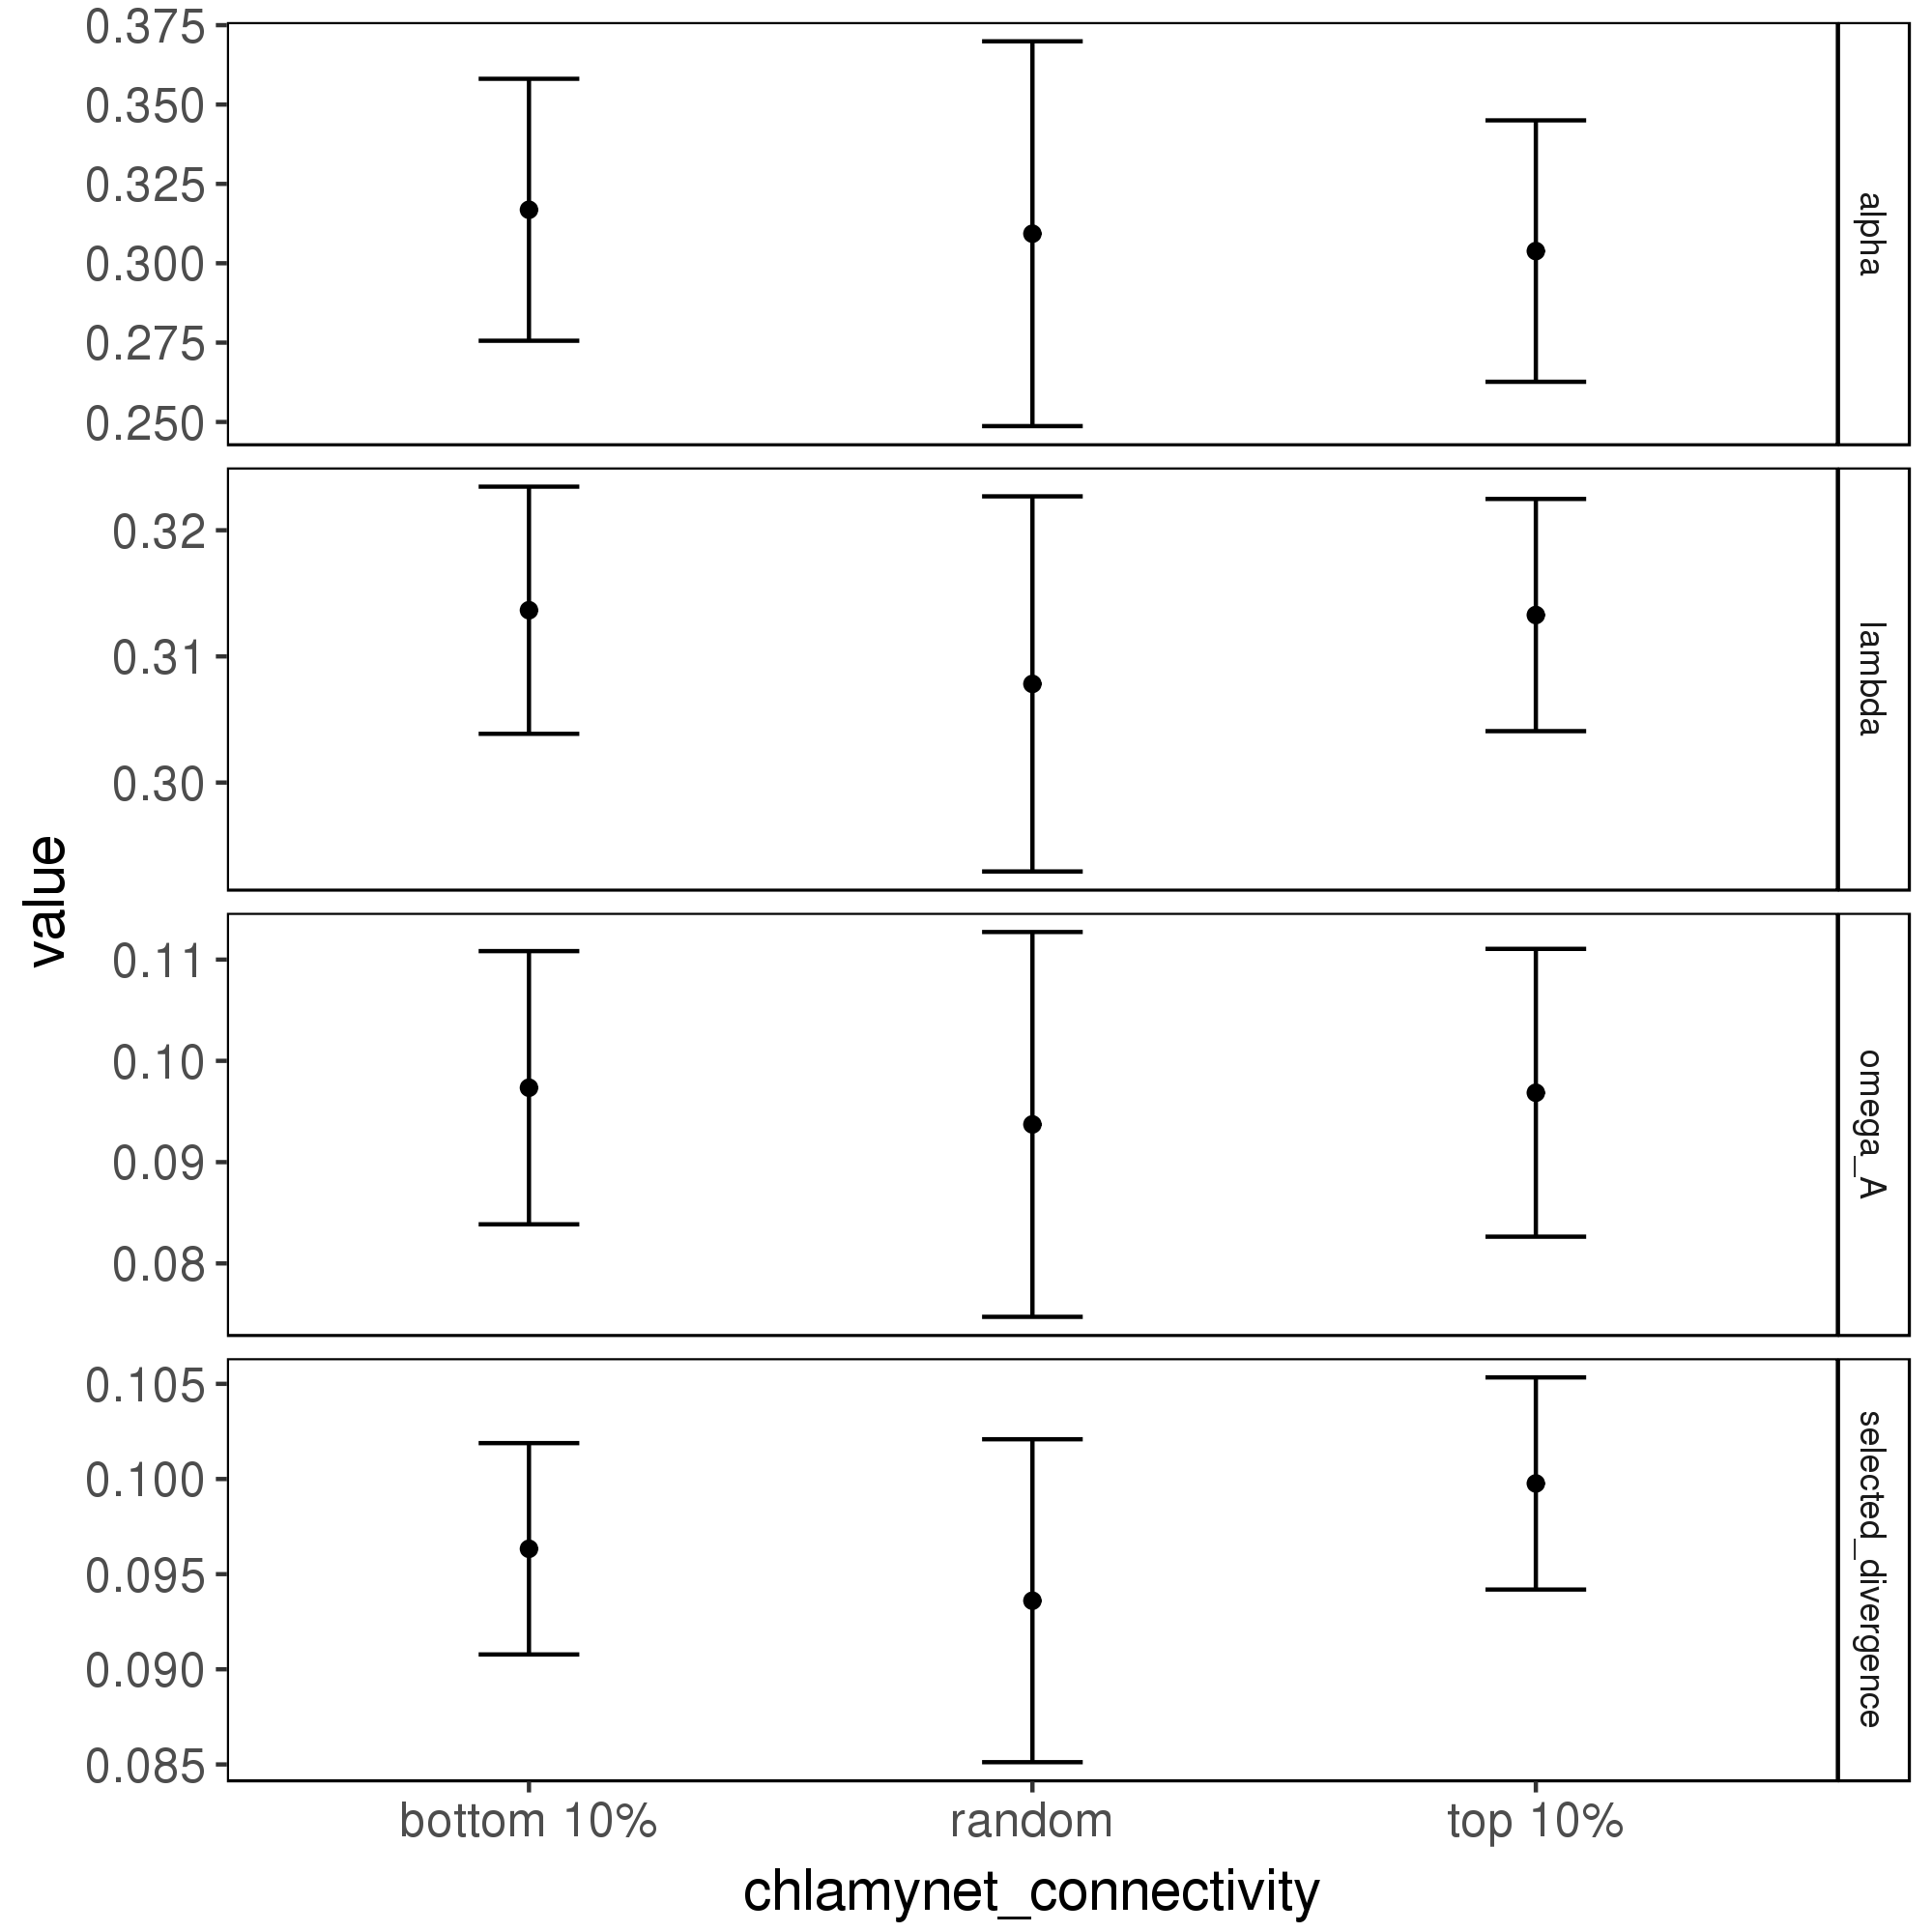 value
0.375
0.350
0.325
0.300
0.275
0.250
alpha
0.32
0.31
0.30
lambda
0.11
0.10
0.09
0.08
omega_A
0.105
0.100
0.095
0.090
0.085
selected_divergence
bottom 10%
random
top 10%
chlamynet_connectivity